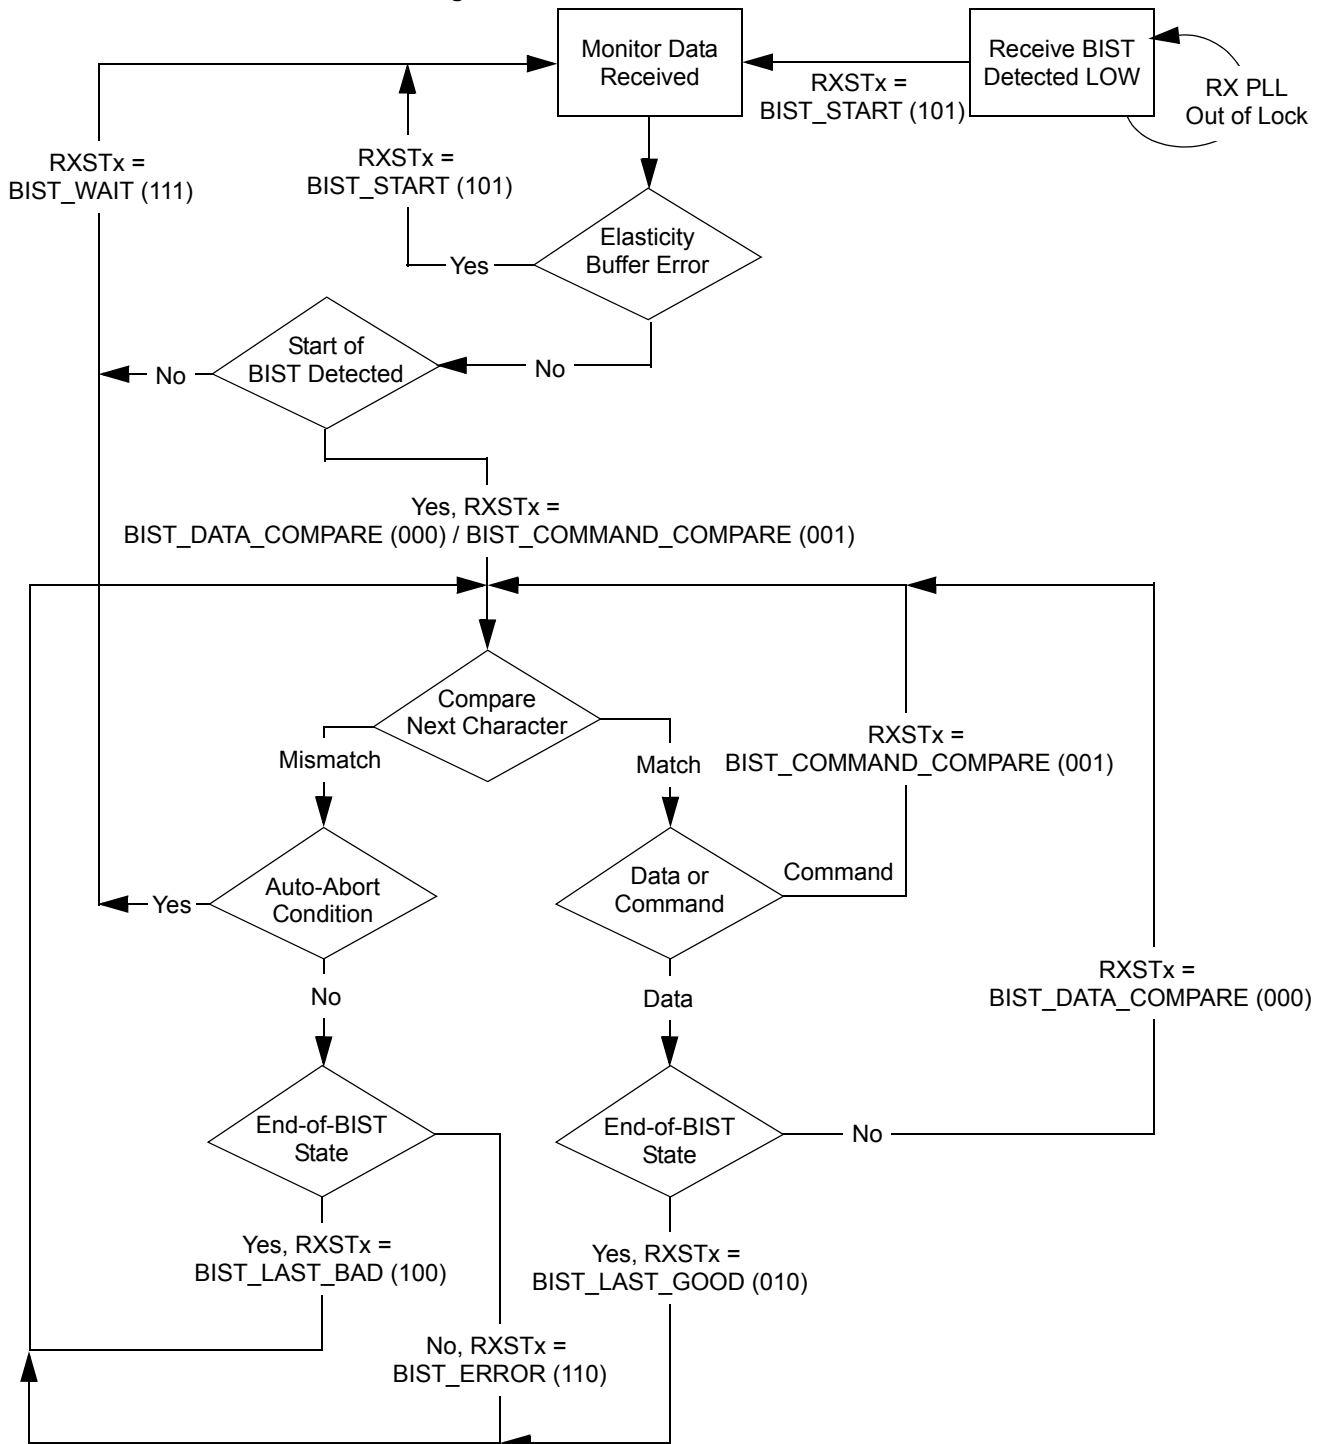 Monitor Data
Received
Receive BIST
Detected LOW
RXSTx =
BIST_START (101)
RX PLL
Out of Lock
RXSTx =
BIST_WAIT (111)
RXSTx =
BIST_START (101)
Elasticity
Buffer Error
Yes
Start of
BIST Detected
No
No
Yes, RXSTx =
BIST_DATA_COMPARE (000) / BIST_COMMAND_COMPARE (001)
Compare
Next Character
Mismatch
Match
RXSTx =
BIST_COMMAND_COMPARE (001)
Auto-Abort
Condition
Yes
Data or
Command
Command
No
Data
RXSTx =
BIST_DATA_COMPARE (000)
End-of-BIST
State
End-of-BIST
State
No
Yes, RXSTx =
BIST_LAST_BAD (100)
Yes, RXSTx =
BIST_LAST_GOOD (010)
No, RXSTx =
BIST_ERROR (110)